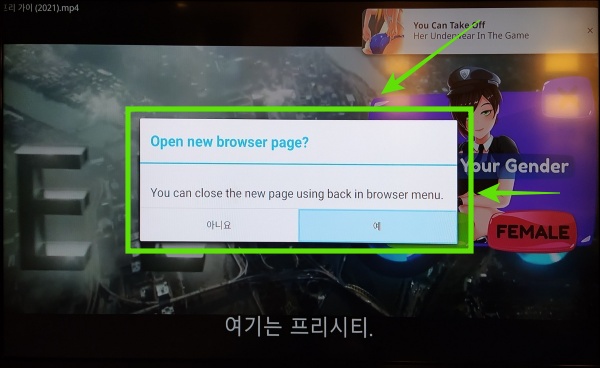 프리 가이 (2021).mp4
You Can Take Off
Her Underwear In The Game
Open new browser page?
You can close the new page using back in browser menu.
아니요
예
Your Gender
FEMALE
여기는 프리시티.